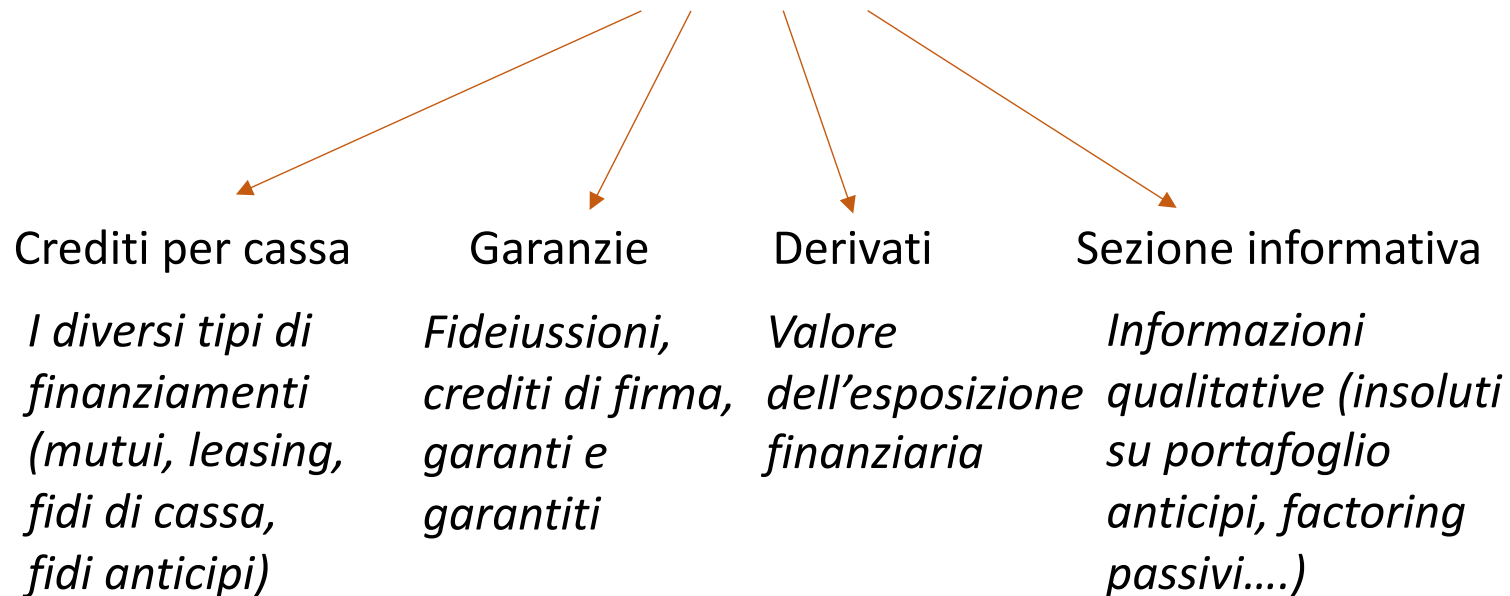 Crediti per cassa
I diversi tipi di
finanziamenti
(mutui, leasing,
fidi di cassa,
fidi anticipi)
Garanzie
Fideiussioni,
crediti di firma,
garanti e
garantiti
Derivati
Valore
dell’esposizione
finanziaria
Sezione informativa
Informazioni
qualitative (insoluti
su portafoglio
anticipi, factoring
passivi….)